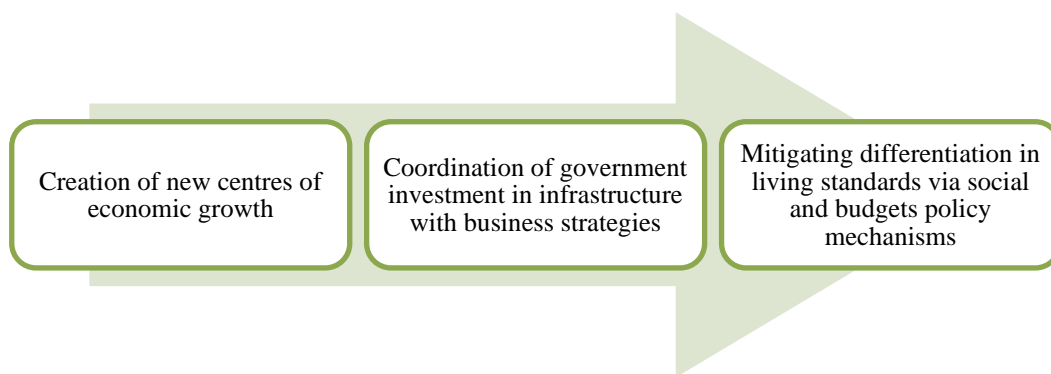 Creation of new centres of
economic growth
Coordination of government
investment in infrastructure
with business strategies
Mitigating differentiation in
living standards via social
and budgets policy
mechanisms